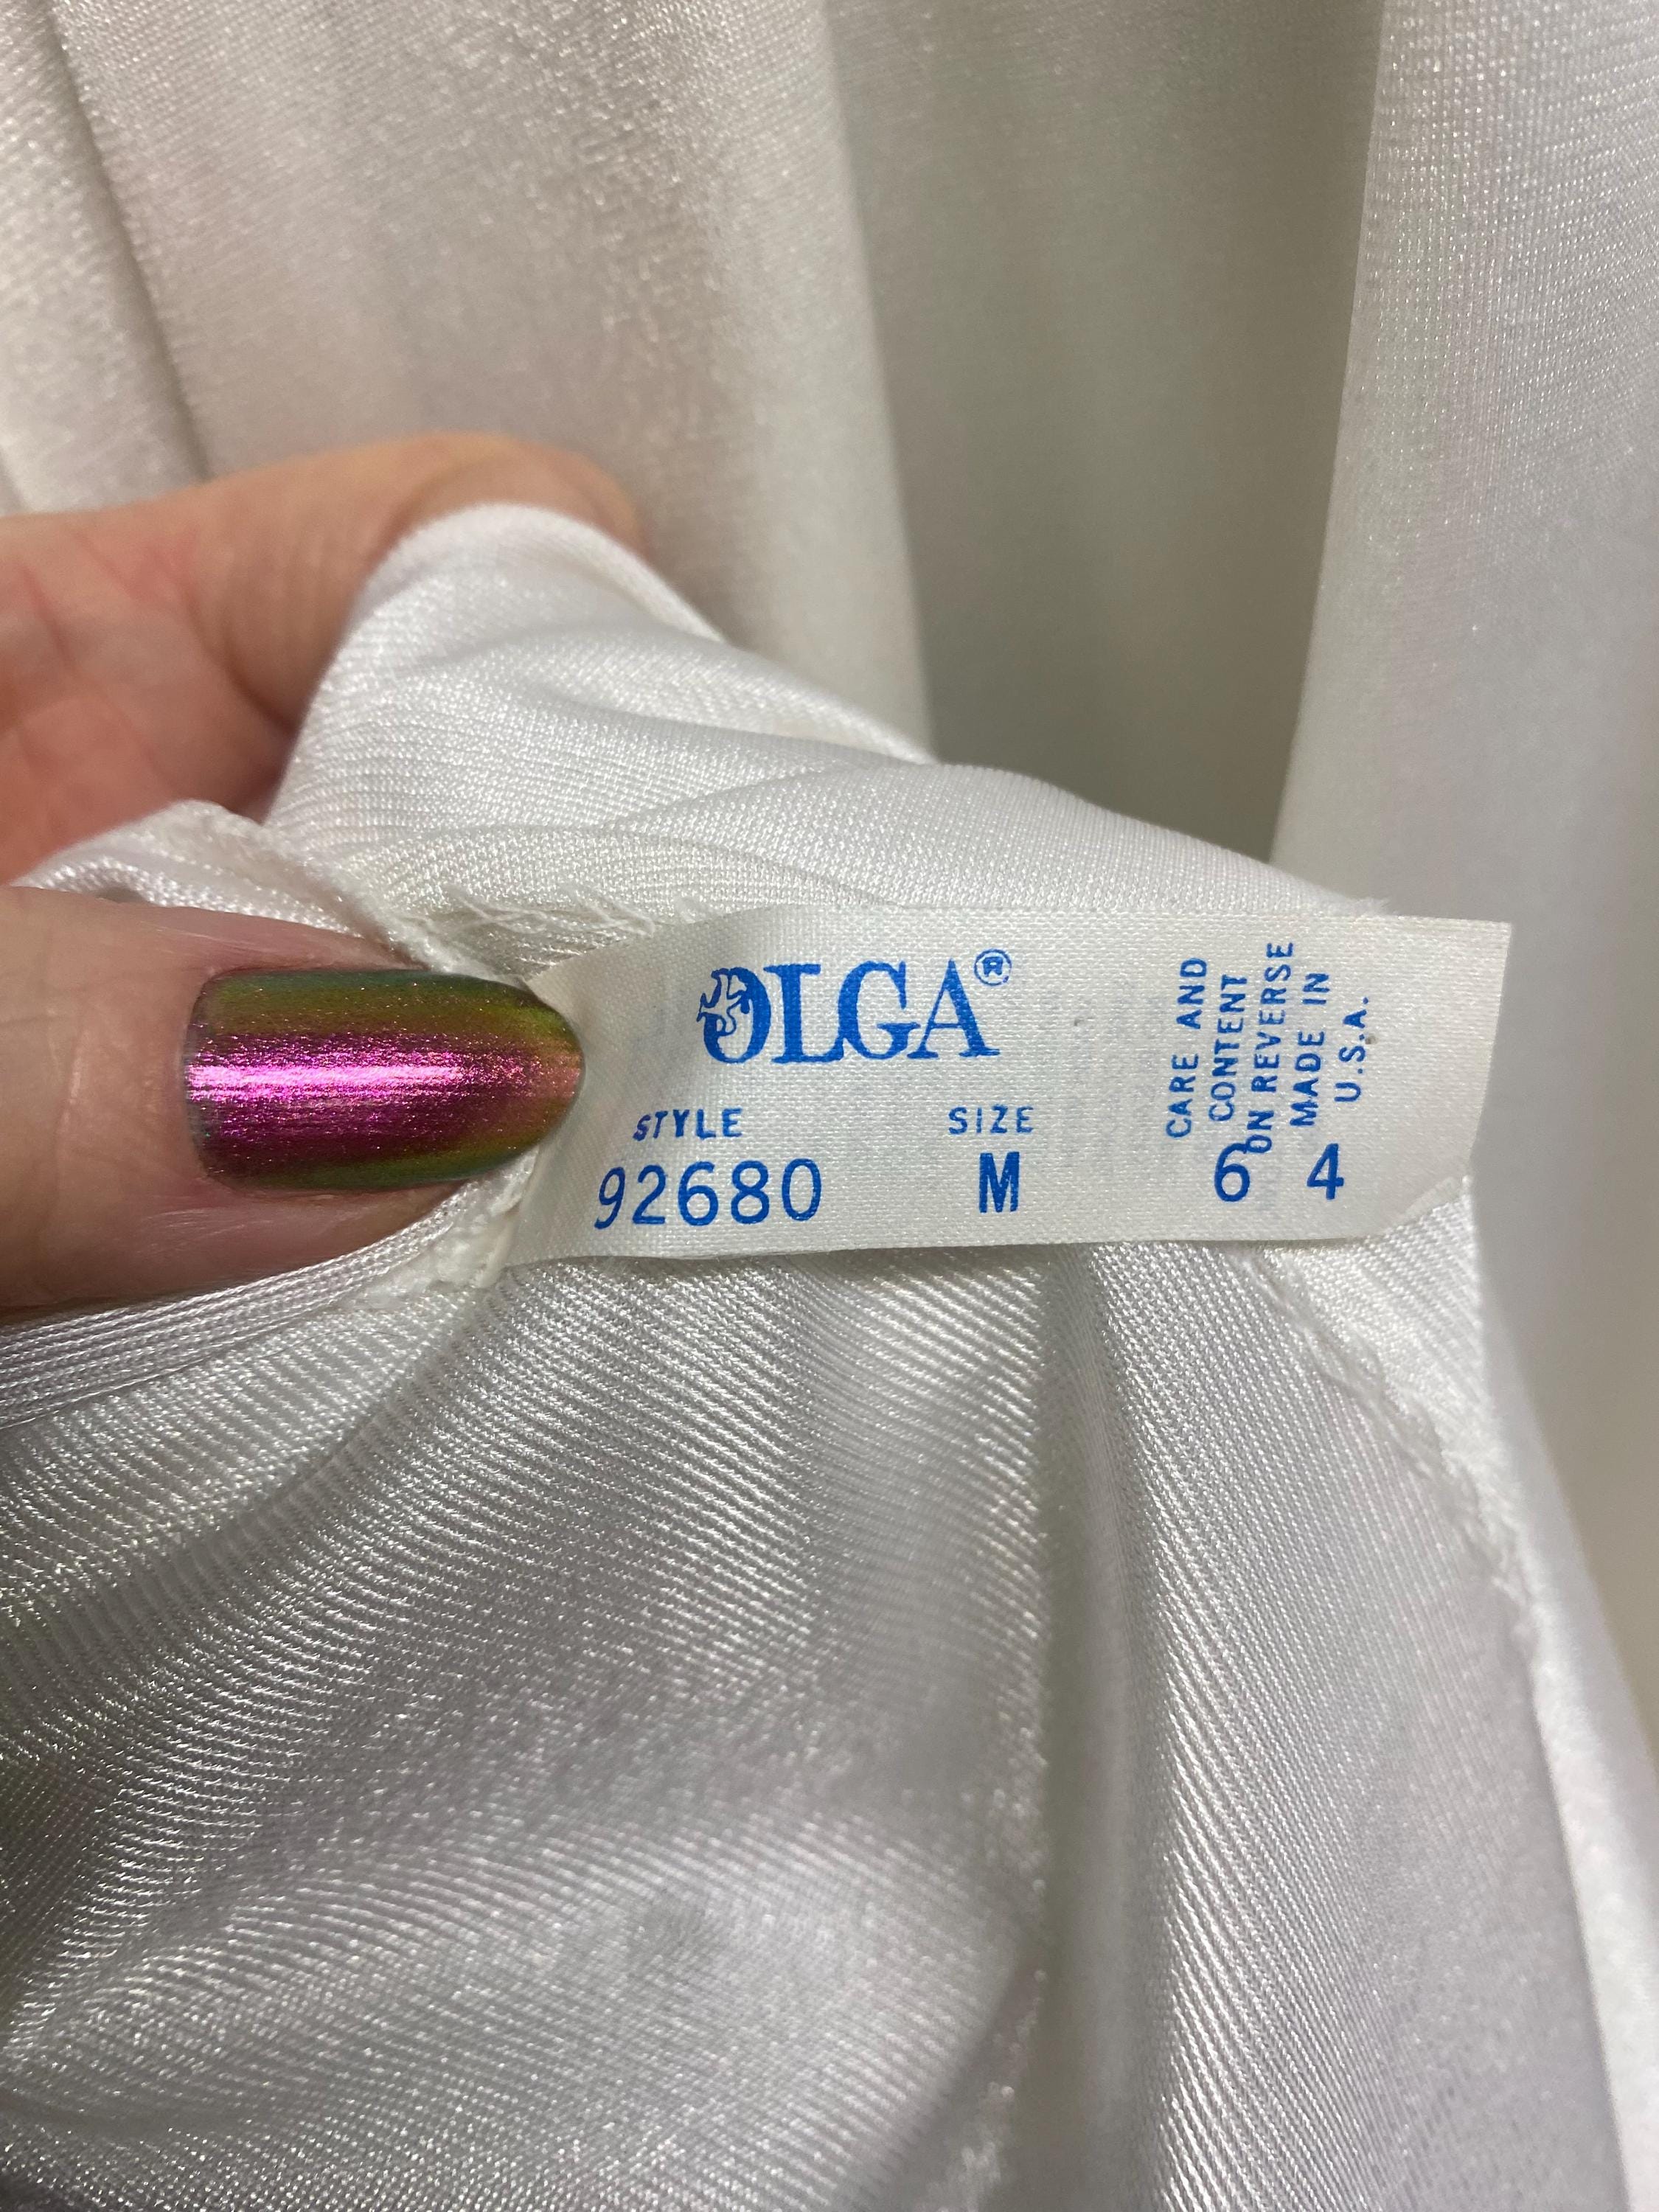 OLGA®
STYLE SIZE
92680 M
CARE AND
CONTENT
ON REVERSE
MADE IN
U.S.A.
6 4